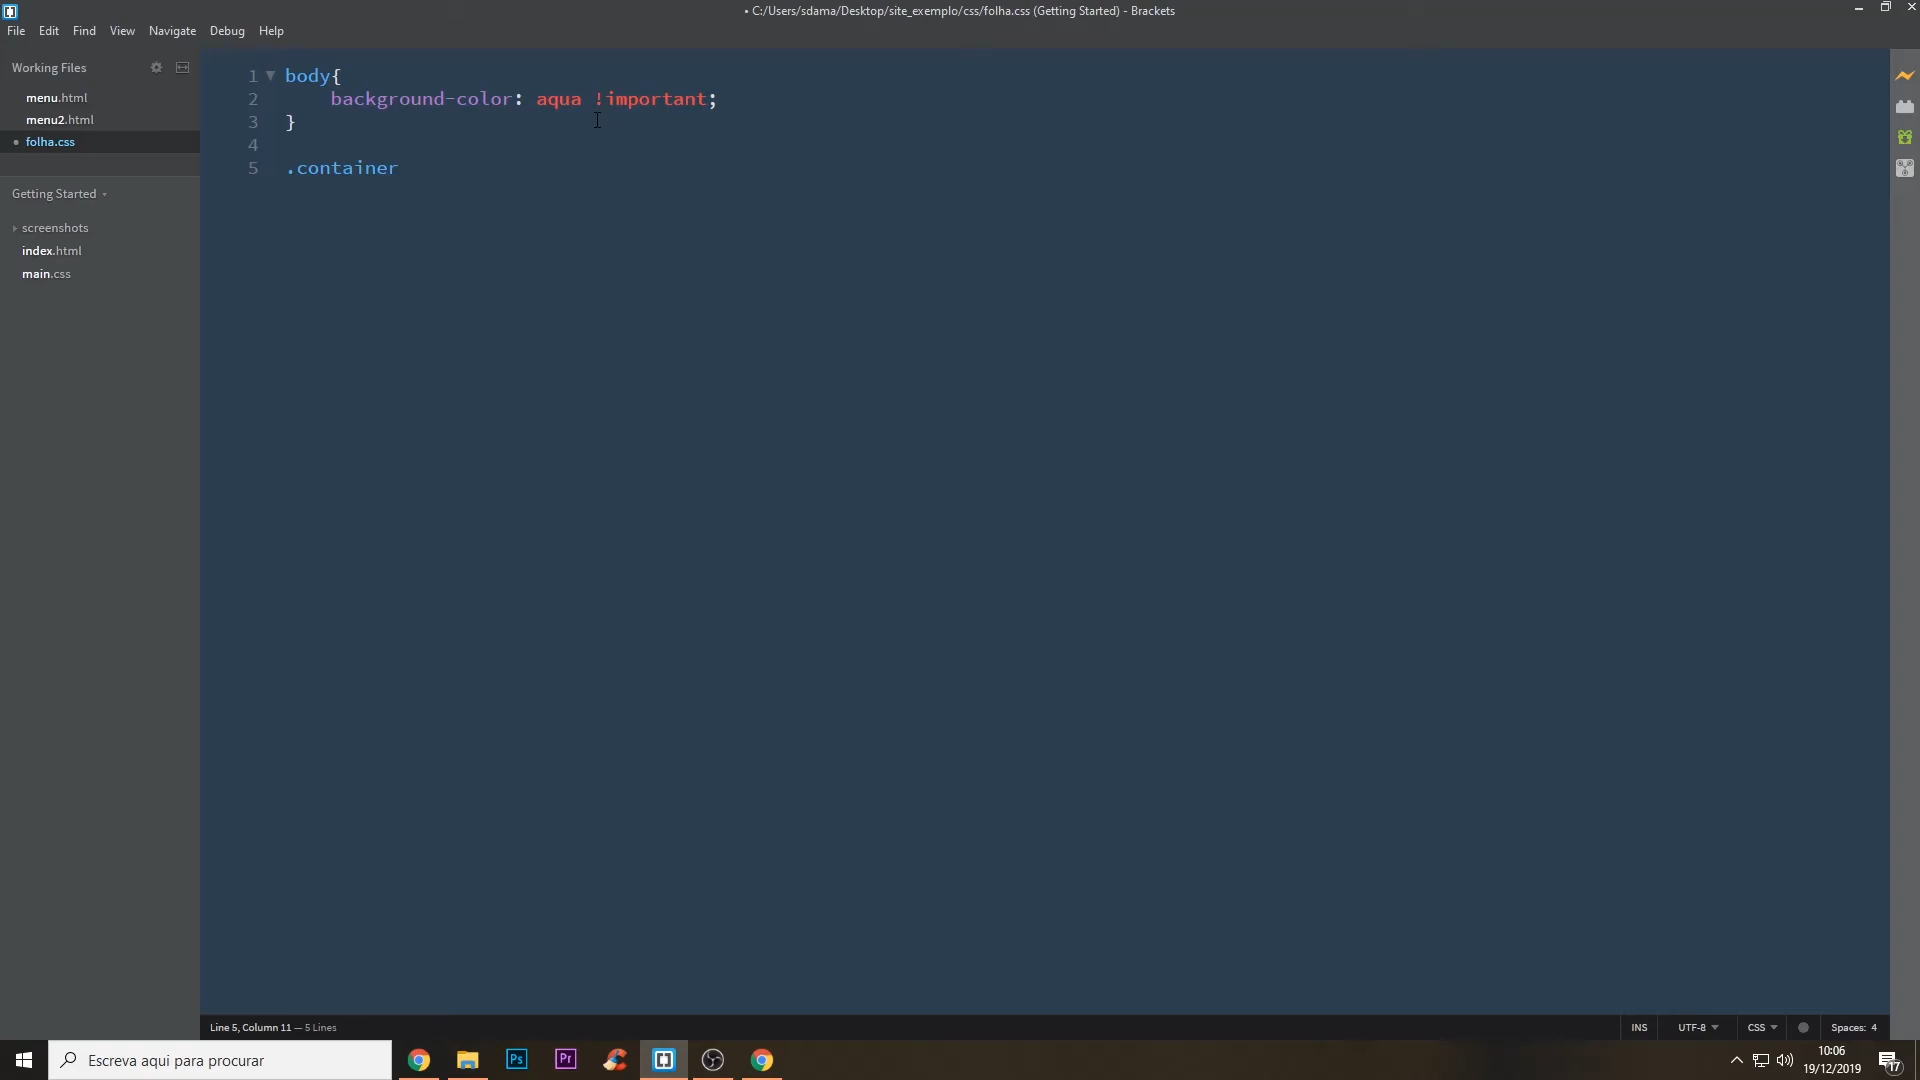 • C:/Users/sdama/Desktop/site_exemplo/css/folha.css (Getting Started) - Brackets
File Edit Find View Navigate Debug Help
Working Files
menu.html
menu2.html
• folha.css
Getting Started
screenshots
index.html
main.css
1 body{
2 background-color: aqua !important;
3 }
4
5 .container
Line 5, Column 11 — 5 Lines
INS UTF-8 CSS Spaces: 4
Escreva aqui para procurar
Ps
Pr
10:06
19/12/2019
17